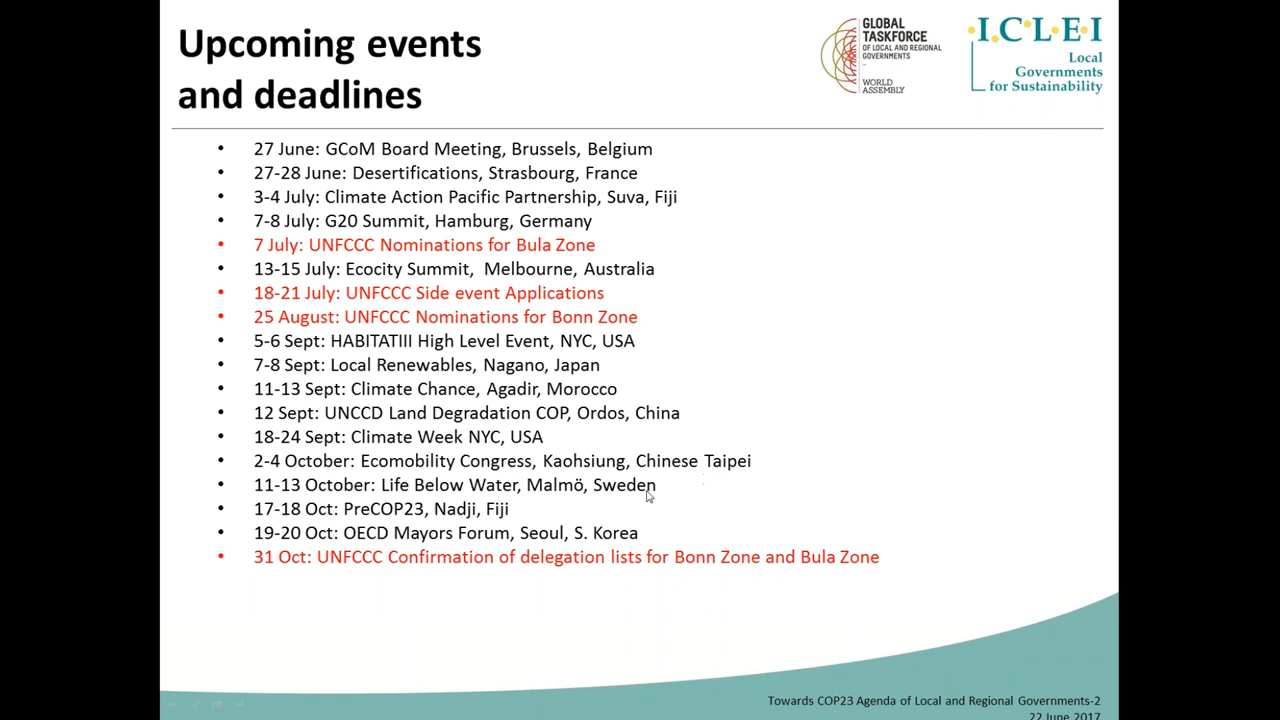 Upcoming events
and deadlines
GLOBAL
TASKFORCE
OF LOCAL AND REGIONAL
GOVERNMENTS
WORLD
ASSEMBLY
I.C.L.E.I
Local
Governments
for Sustainability
• 27 June: GCoM Board Meeting, Brussels, Belgium
• 27-28 June: Desertifications, Strasbourg, France
• 3-4 July: Climate Action Pacific Partnership, Suva, Fiji
• 7-8 July: G20 Summit, Hamburg, Germany
• 7 July: UNFCCC Nominations for Bula Zone
• 13-15 July: Ecocity Summit, Melbourne, Australia
• 18-21 July: UNFCCC Side event Applications
• 25 August: UNFCCC Nominations for Bonn Zone
• 5-6 Sept: HABITATIII High Level Event, NYC, USA
• 7-8 Sept: Local Renewables, Nagano, Japan
• 11-13 Sept: Climate Chance, Agadir, Morocco
• 12 Sept: UNCCD Land Degradation COP, Ordos, China
• 18-24 Sept: Climate Week NYC, USA
• 2-4 October: Ecomobility Congress, Kaohsiung, Chinese Taipei
• 11-13 October: Life Below Water, Malmö, Sweden
• 17-18 Oct: PreCOP23, Nadji, Fiji
• 19-20 Oct: OECD Mayors Forum, Seoul, S. Korea
• 31 Oct: UNFCCC Confirmation of delegation lists for Bonn Zone and Bula Zone
Towards COP23 Agenda of Local and Regional Governments-2
22 June 2017